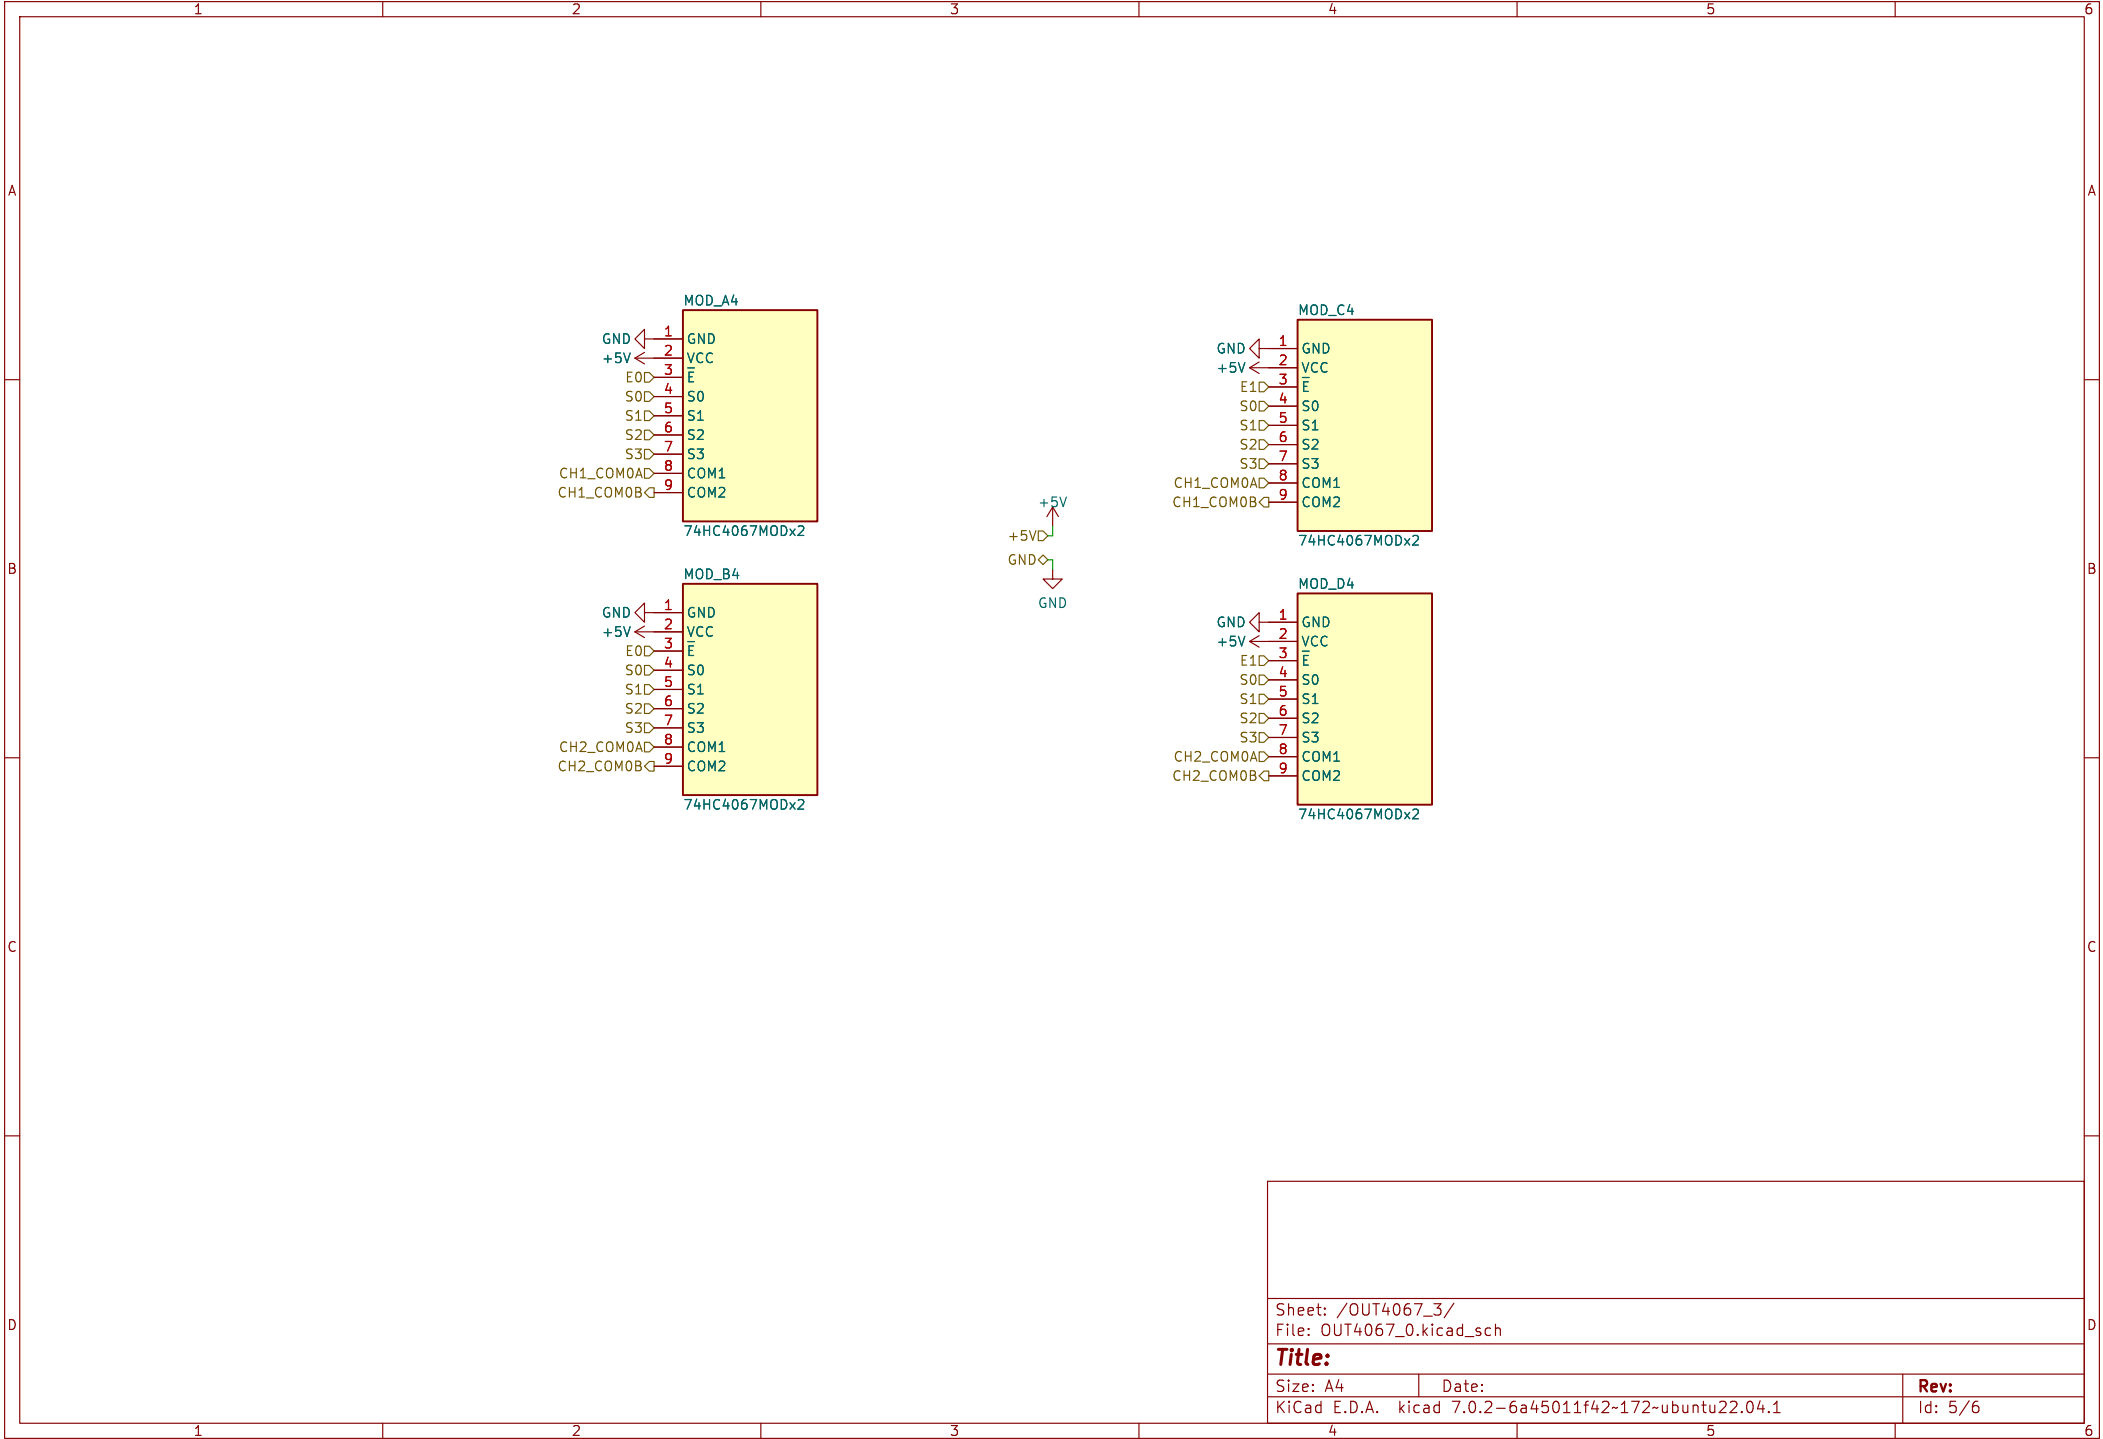 1 2 3 4 5 6
A A
MOD_A4
GND 1 GND
+5V 2 VCC
E0 3 E
S0 4 S0
S1 5 S1
S2 6 S2
S3 7 S3
CH1_COM0A 8 COM1
CH1_COM0B 9 COM2
74HC4067MODx2
MOD_C4
GND 1 GND
+5V 2 VCC
E1 3 E
S0 4 S0
S1 5 S1
S2 6 S2
S3 7 S3
CH1_COM0A 8 COM1
CH1_COM0B 9 COM2
74HC4067MODx2
+5V
+5V
GND
GND
B B
MOD_B4
GND 1 GND
+5V 2 VCC
E0 3 E
S0 4 S0
S1 5 S1
S2 6 S2
S3 7 S3
CH2_COM0A 8 COM1
CH2_COM0B 9 COM2
74HC4067MODx2
MOD_D4
GND 1 GND
+5V 2 VCC
E1 3 E
S0 4 S0
S1 5 S1
S2 6 S2
S3 7 S3
CH2_COM0A 8 COM1
CH2_COM0B 9 COM2
74HC4067MODx2
C C
D D
Sheet: /OUT4067_3/
File: OUT4067_0.kicad_sch
Title:
Size: A4 Date: Rev:
KiCad E.D.A. kicad 7.0.2-6a45011f42~172~ubuntu22.04.1 Id: 5/6
1 2 3 4 5 6